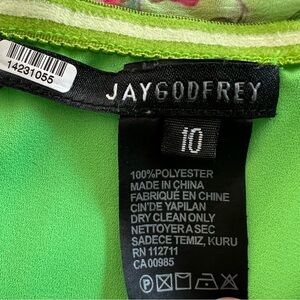 14231055
JAYGODFREY
10
100%POLYESTER
MADE IN CHINA
FABRIQUÉ EN CHINE
CIN'DE YAPILAN
DRY CLEAN ONLY
NETTOYER A SEC
SADECE TEMIZ, KURU
RN 112711
CA 00985
P